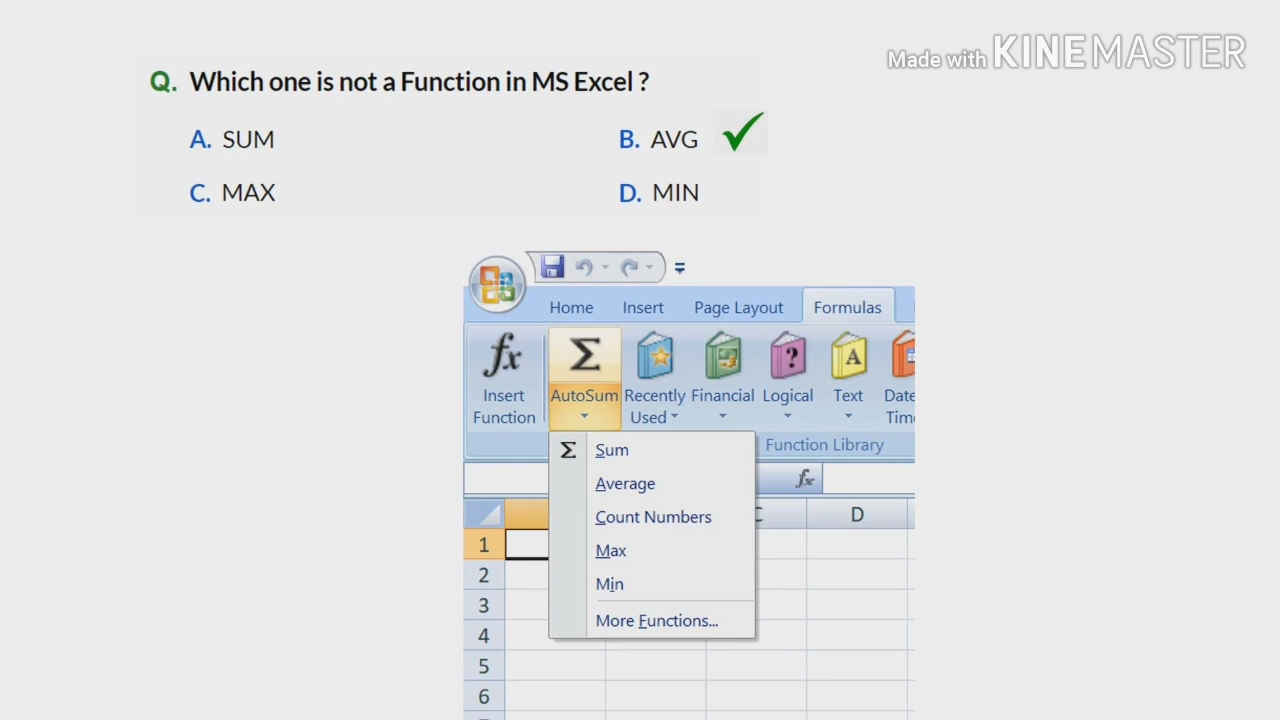 Made with KINEMASTER
Q. Which one is not a Function in MS Excel ?
A. SUM B. AVG
C. MAX D. MIN
Home Insert Page Layout Formulas
fx Σ ? A
Insert Function AutoSum Recently Used Financial Logical Text Date Tim
Function Library
Σ Sum
fx
Average
Count Numbers
C D
Max
1
Min
2
3
More Functions...
4
5
6